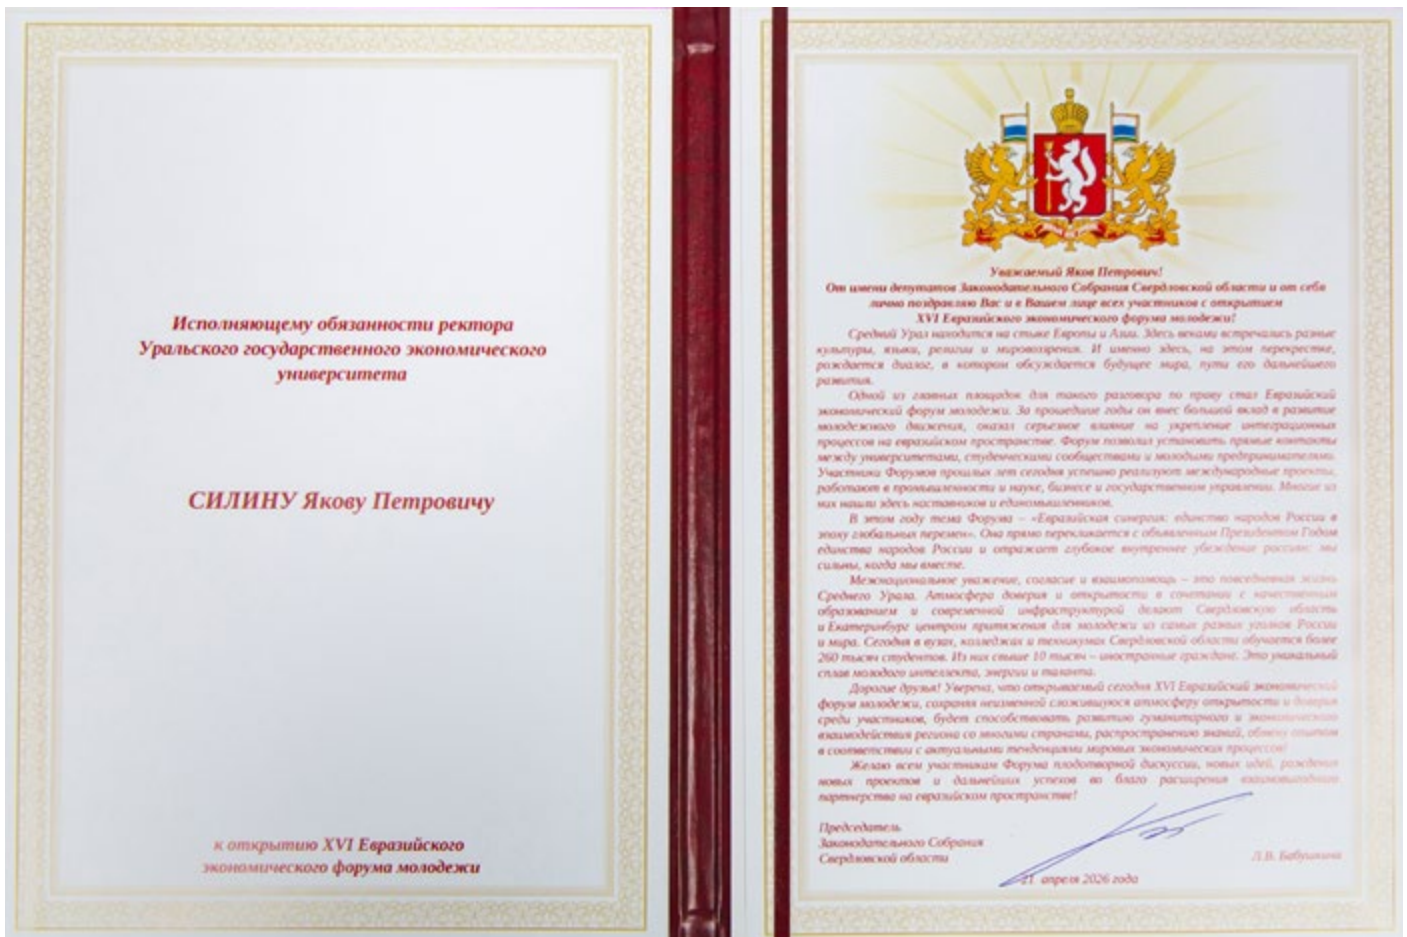 Исполняющему обязанности ректора
Уральского государственного экономического
университета
СИЛИНУ Якову Петровичу
к открытию XVI Евразийского
экономического форума молодежи
Уважаемый Яков Петрович!
От имени депутатов Законодательного Собрания Свердловской области и от себя
лично поздравляю Вас и в Вашем лице всех участников с открытием
XVI Евразийского экономического форума молодежи!
Средний Урал находится на стыке Европы и Азии. Здесь веками встречались разные
культуры, языки, религии и мировоззрения. И именно здесь, на этом перекрестке,
рождается диалог, в котором обсуждается будущее мира, пути его дальнейшего
развития.
Одной из главных площадок для такого разговора по праву стал Евразийский
экономический форум молодежи. За прошедшие годы он внес большой вклад в развитие
молодежного движения, оказал серьезное влияние на укрепление интеграционных
процессов на евразийском пространстве. Форум позволил установить прямые контакты
между университетами, студенческими сообществами и молодыми предпринимателями.
Участники Форумов прошлых лет сегодня успешно реализуют международные проекты,
работают в промышленности и науке, бизнесе и государственном управлении. Многие из
них нашли здесь наставников и единомышленников.
В этом году тема Форума – «Евразийская синергия: единство народов России в
эпоху глобальных перемен». Она прямо перекликается с объявленным Президентом Годом
единства народов России и отражает глубокое внутреннее убеждение россиян: мы
сильны, когда мы вместе.
Межнациональное уважение, согласие и взаимопомощь – это повседневная жизнь
Среднего Урала. Атмосфера доверия и открытости в сочетании с качественным
образованием и современной инфраструктурой делают Свердловскую область
и Екатеринбург центром притяжения для молодежи из самых разных уголков России
и мира. Сегодня в вузах, колледжах и техникумах Свердловской области обучается более
260 тысяч студентов. Из них свыше 10 тысяч – иностранные граждане. Это уникальный
сплав молодого интеллекта, энергии и таланта.
Дорогие друзья! Уверена, что открываемый сегодня XVI Евразийский экономический
форум молодежи, сохраняя неизменной сложившуюся атмосферу открытости и доверия
среди участников, будет способствовать развитию гуманитарного и экономического
взаимодействия региона со многими странами, распространению знаний, обмену опытом
в соответствии с актуальными тенденциями мировых экономических процессов!
Желаю всем участникам Форума плодотворной дискуссии, новых идей, рождения
новых проектов и дальнейших успехов во благо расширения взаимовыгодного
партнерства на евразийском пространстве!
Председатель
Законодательного Собрания
Свердловской области
Л.В. Бабушкина
апреля 2026 года